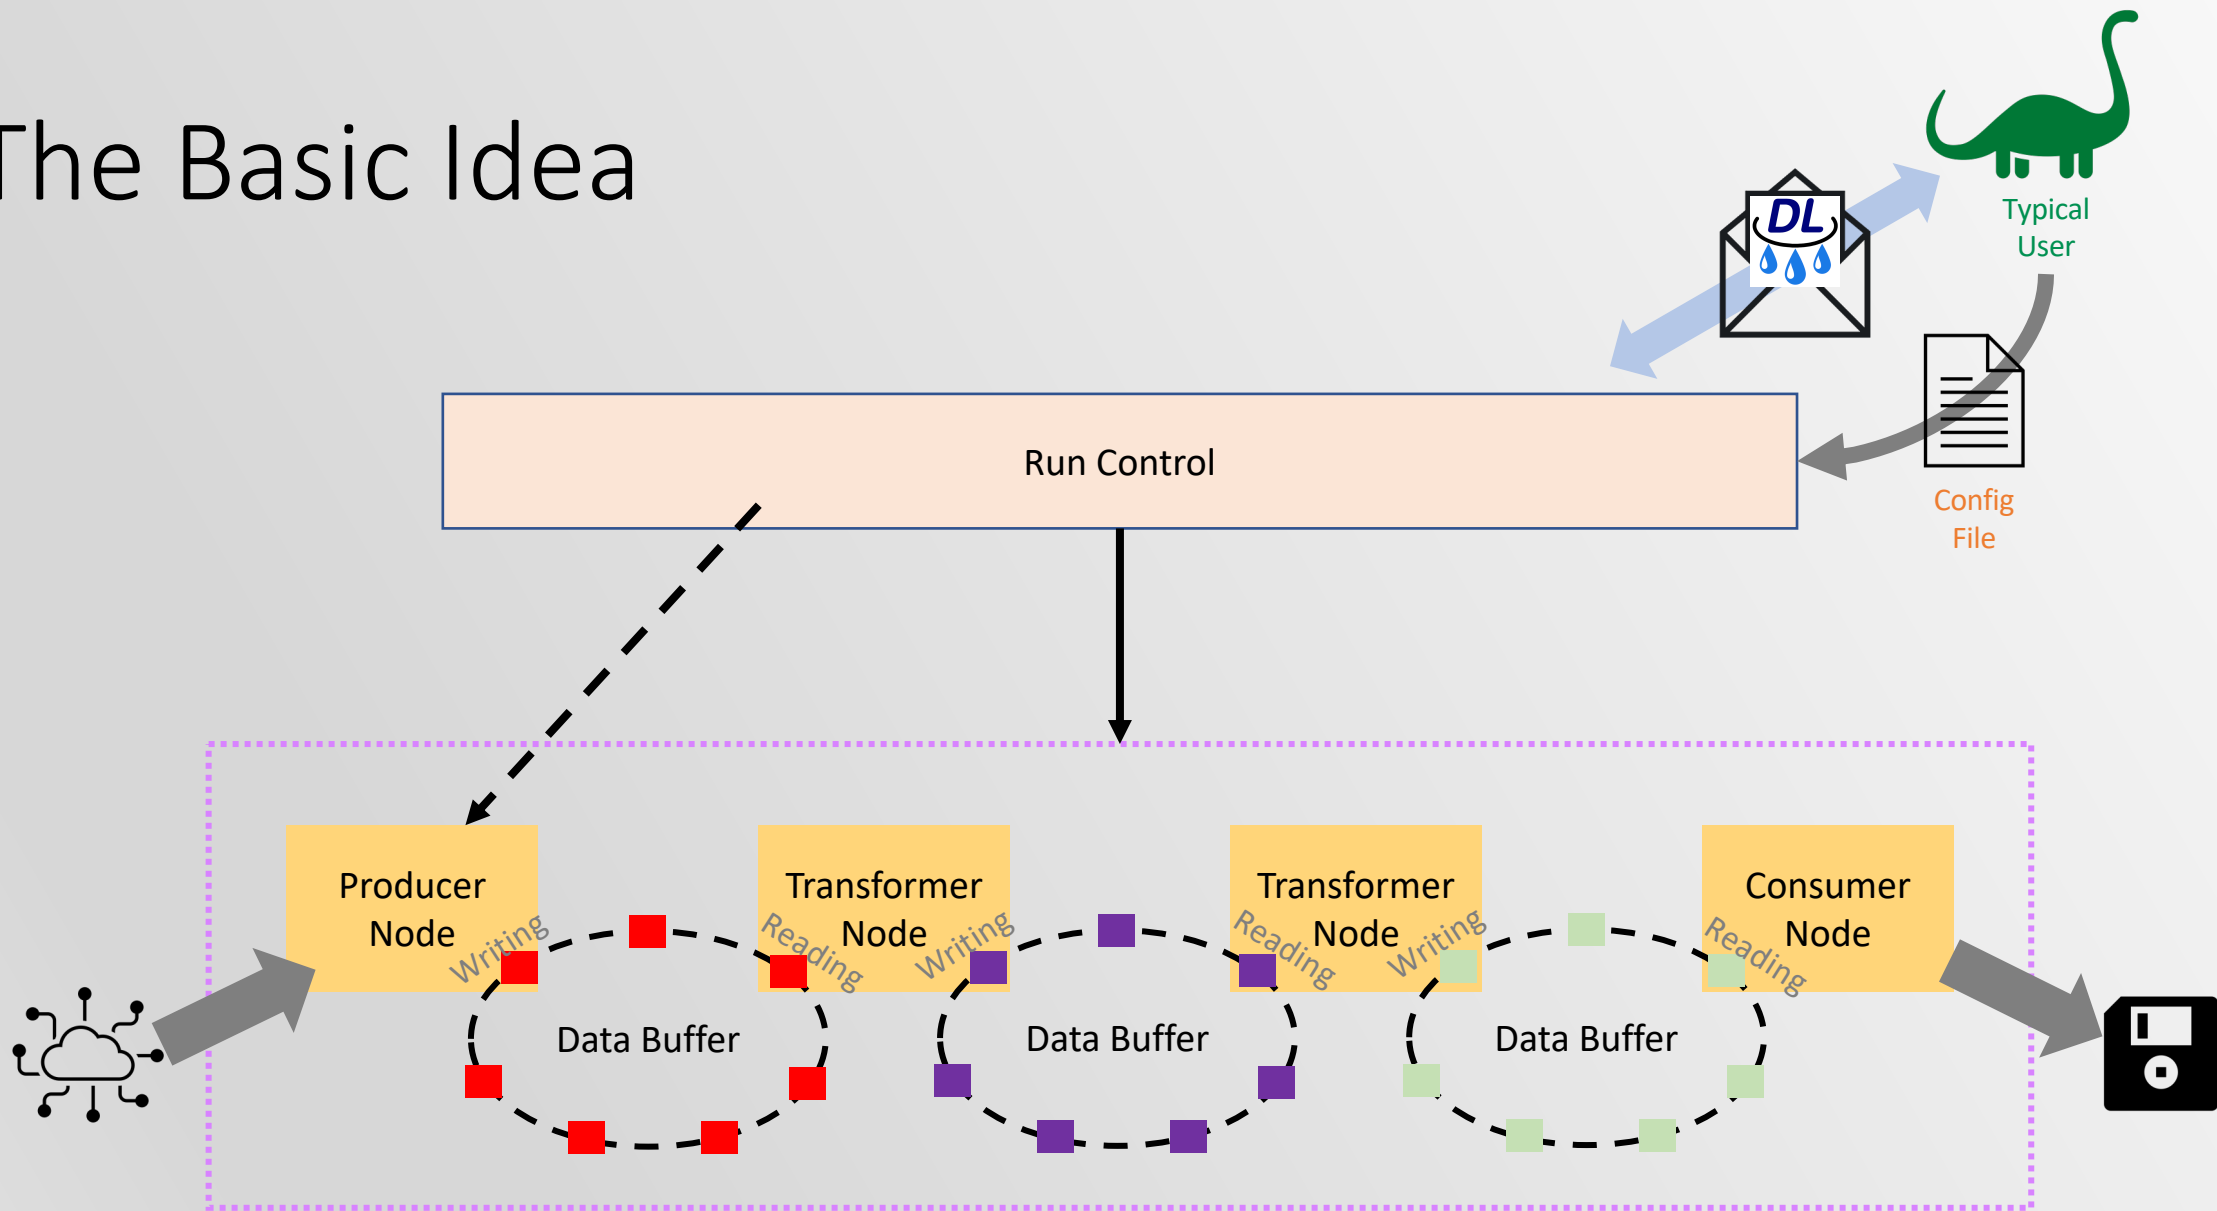 The Basic Idea
DL
Typical
User
Run Control
Config
File
Producer
Node
Transformer
Node
Transformer
Node
Consumer
Node
Writing
Reading
Writing
Reading
Writing
Reading
Data Buffer
Data Buffer
Data Buffer